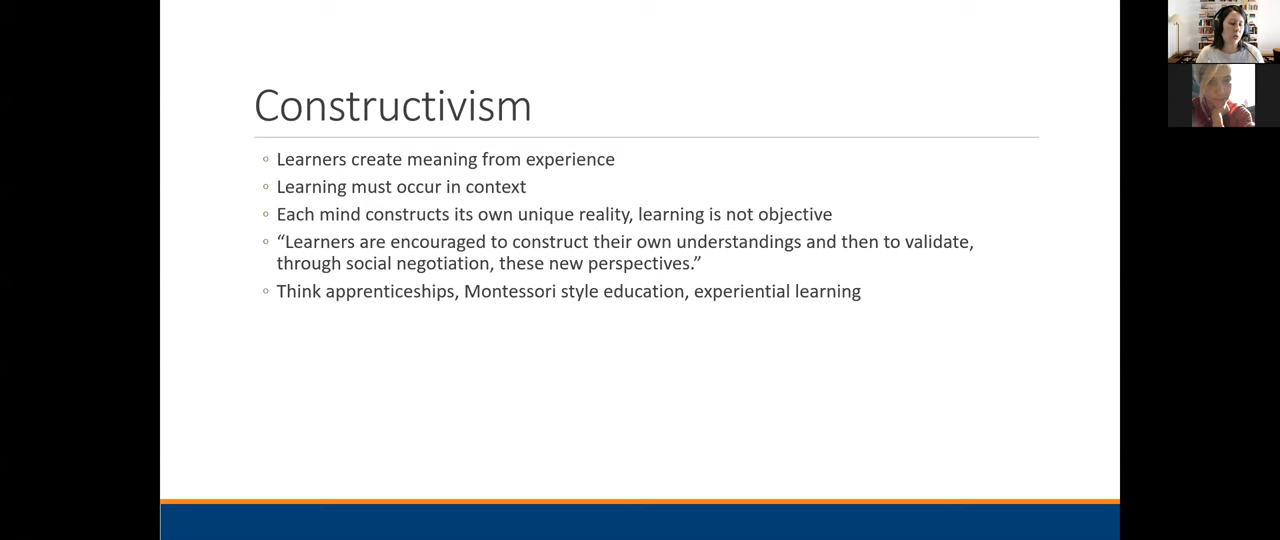 Constructivism
Learners create meaning from experience
Learning must occur in context
Each mind constructs its own unique reality, learning is not objective
“Learners are encouraged to construct their own understandings and then to validate,
through social negotiation, these new perspectives.”
Think apprenticeships, Montessori style education, experiential learning